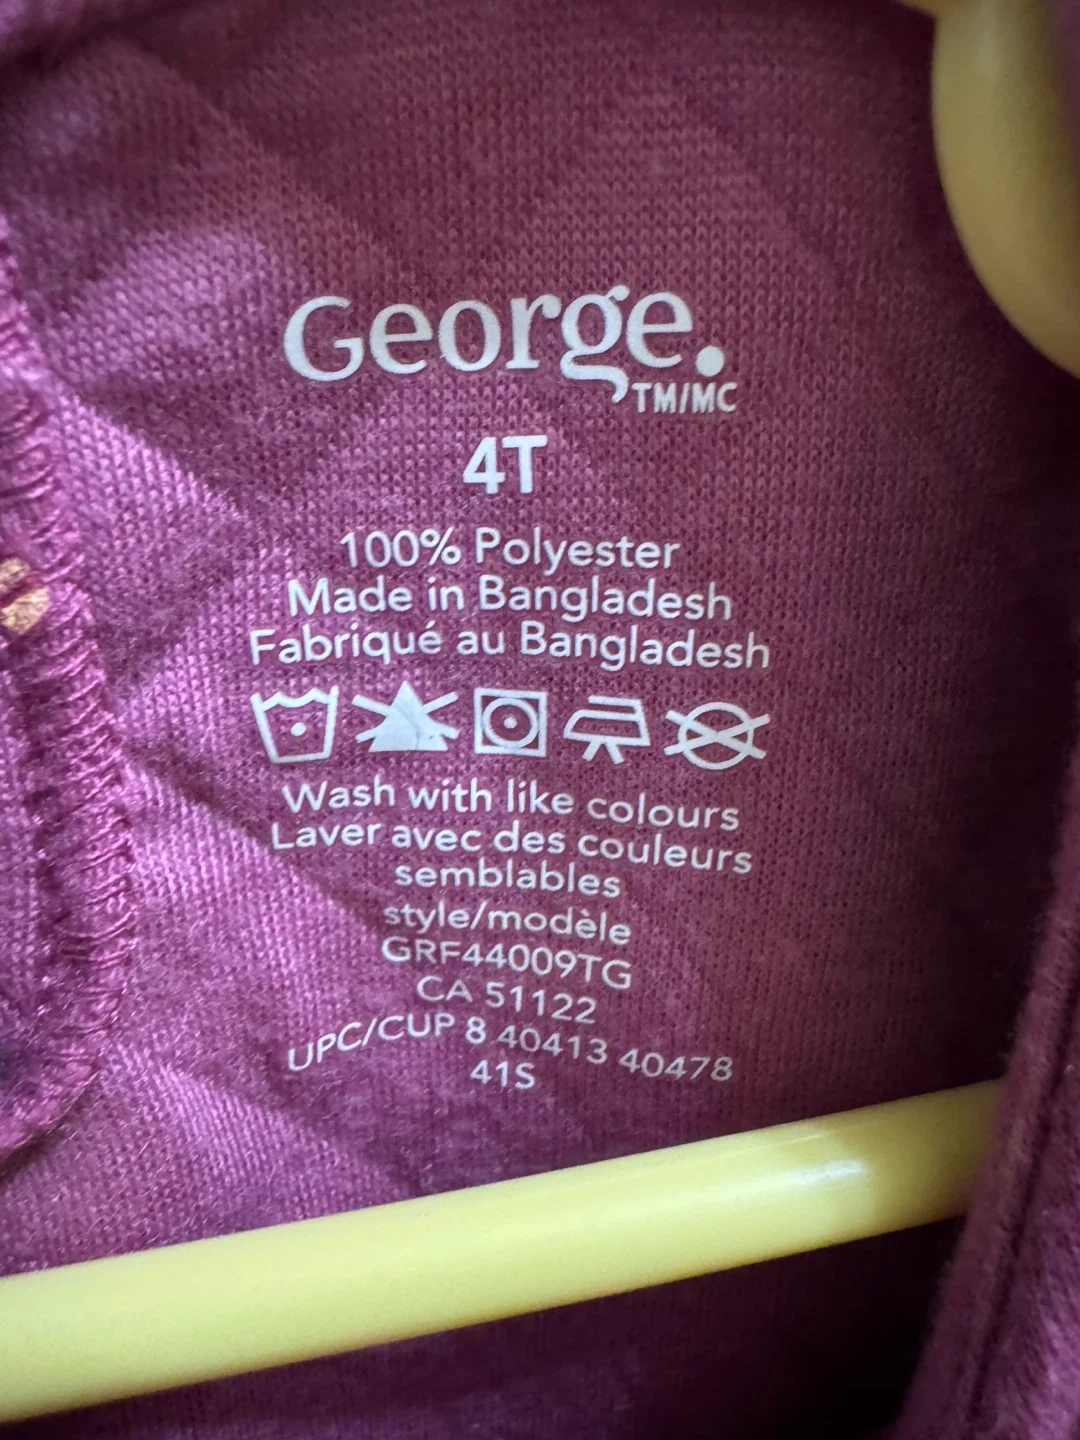 George.
TM/MC
4T
100% Polyester
Made in Bangladesh
Fabriqué au Bangladesh
Wash with like colours
Laver avec des couleurs
semblables
style/modèle
GRF44009TG
CA 51122
UPC/CUP 8 40413 40478
41S